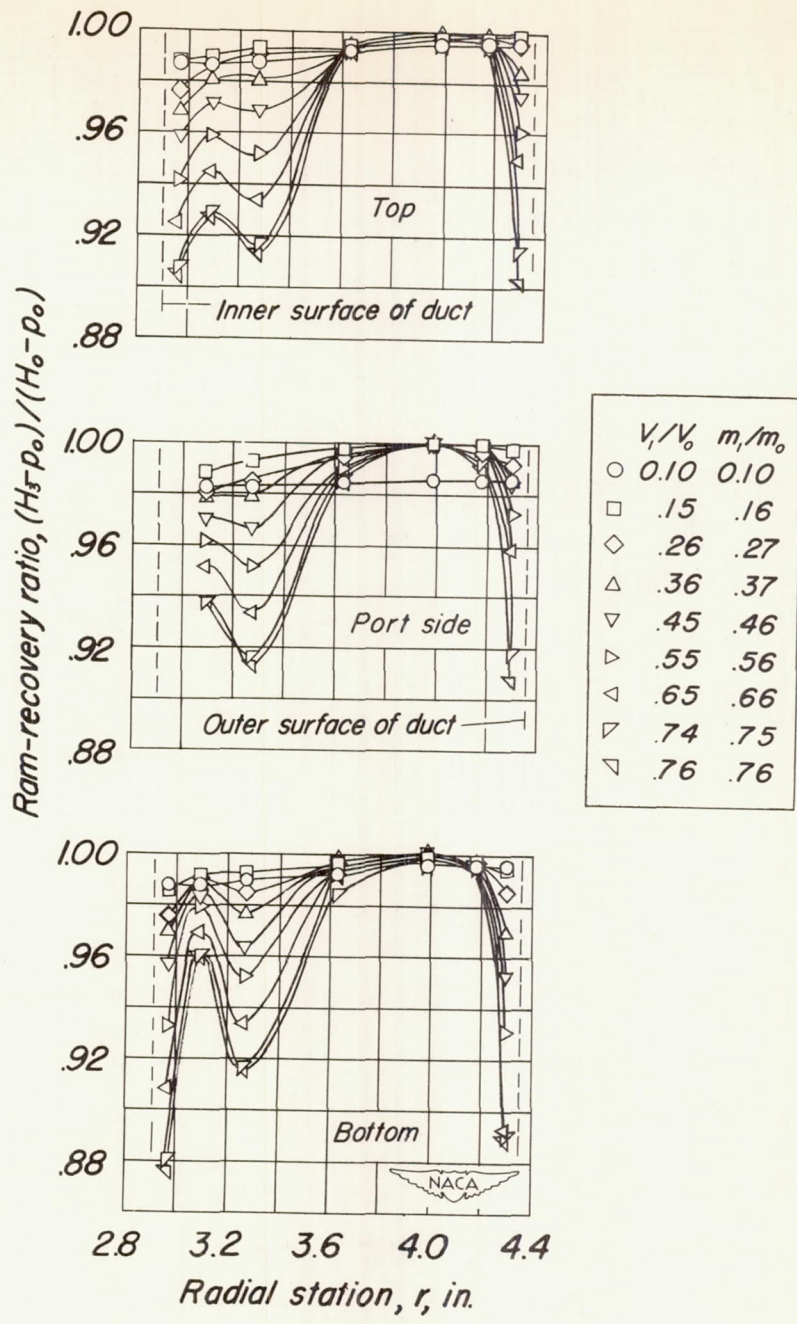 Ram-recovery ratio, (H₃-p₀)/(H₀-p₀)
1.00
.96
.92
.88
Top
Inner surface of duct
1.00
.96
.92
.88
Port side
Outer surface of duct
1.00
.96
.92
.88
Bottom
NACA
2.8 3.2 3.6 4.0 4.4
Radial station, r, in.
V₁/V₀ m₁/m₀
0.10 0.10
.15 .16
.26 .27
.36 .37
.45 .46
.55 .56
.65 .66
.74 .75
.76 .76